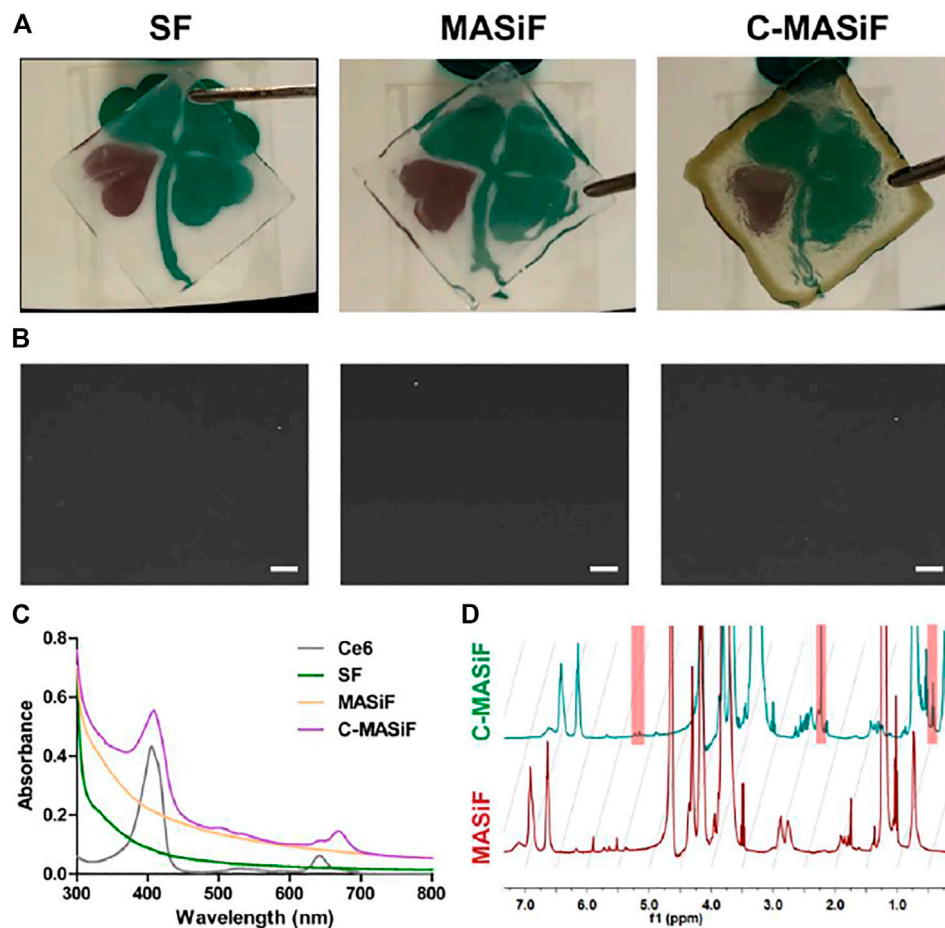 A
SF
MASiF
C-MASiF
B
C
0.8
0.6
0.4
0.2
0.0
Absorbance
300 400 500 600 700 800
Wavelength (nm)
Ce6
SF
MASiF
C-MASiF
D
C-MASiF
MASiF
7.0 6.0 5.0 4.0 3.0 2.0 1.0
f1 (ppm)